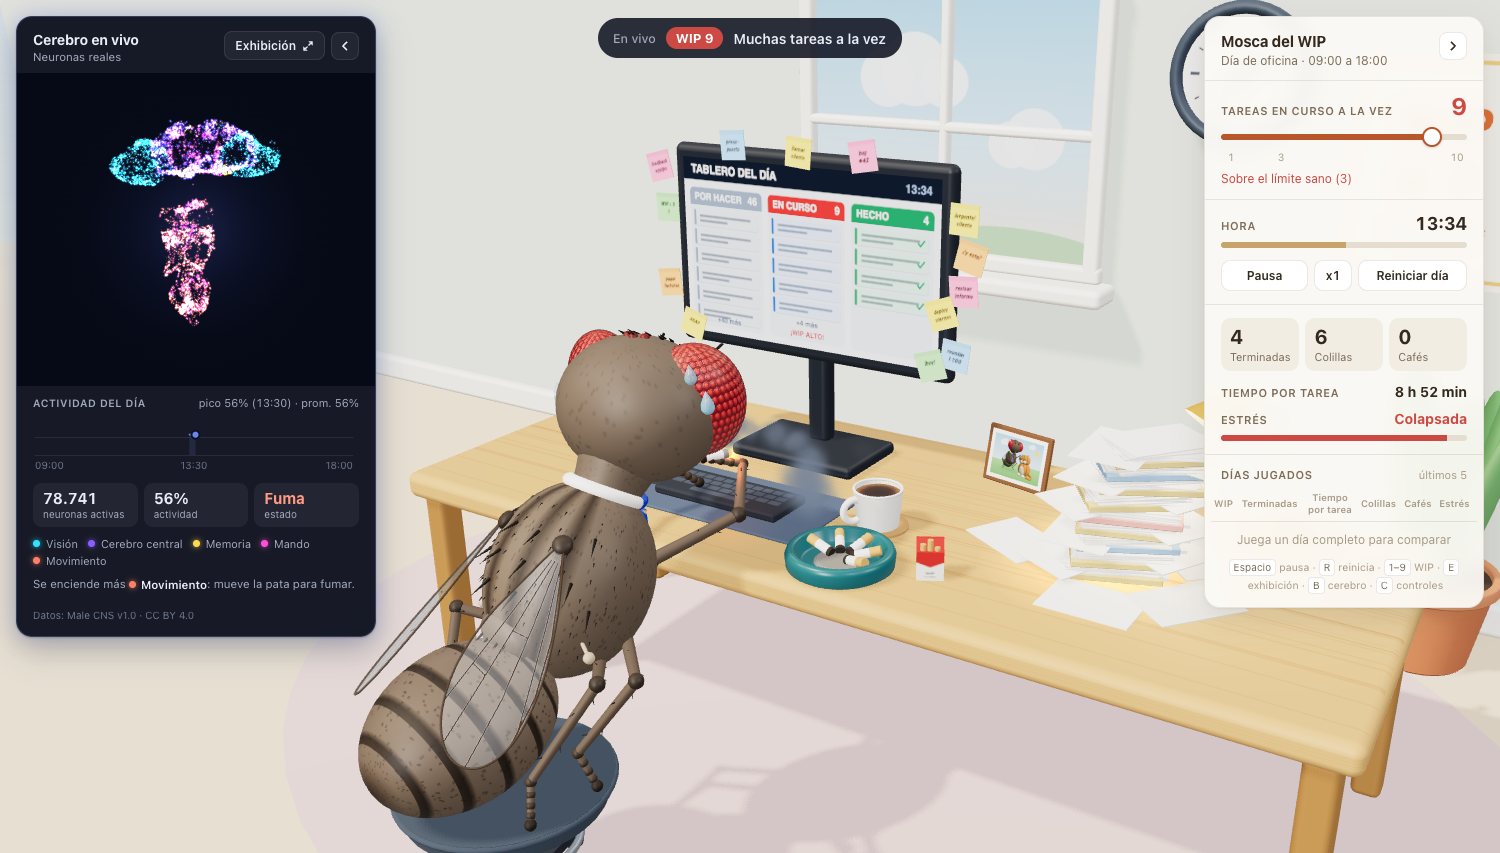 Cerebro en vivo
Neuronas reales
Exhibición
En vivo WIP 9 Muchas tareas a la vez
ACTIVIDAD DEL DÍA pico 56% (13:30) · prom. 56%
09:00 13:30 18:00
78.741 neuronas activas
56% actividad
Fuma estado
Visión Cerebro central Memoria Mando
Movimiento
Se enciende más Movimiento: mueve la pata para fumar.
Datos: Male CNS v1.0 · CC BY 4.0
TABLERO DEL DÍA 13:34
POR HACER 46 EN CURSO 9 HECHO 4
+4 más
¡WIP ALTO!
Mosca del WIP
Día de oficina · 09:00 a 18:00
TAREAS EN CURSO A LA VEZ 9
1 3 10
Sobre el límite sano (3)
HORA 13:34
Pausa x1 Reiniciar día
4 Terminadas
6 Colillas
0 Cafés
TIEMPO POR TAREA 8 h 52 min
ESTRÉS Colapsada
DÍAS JUGADOS últimos 5
WIP Terminadas Tiempo por tarea Colillas Cafés Estrés
Juega un día completo para comparar
Espacio pausa · R reinicia · 1–9 WIP · E
exhibición · B cerebro · C controles